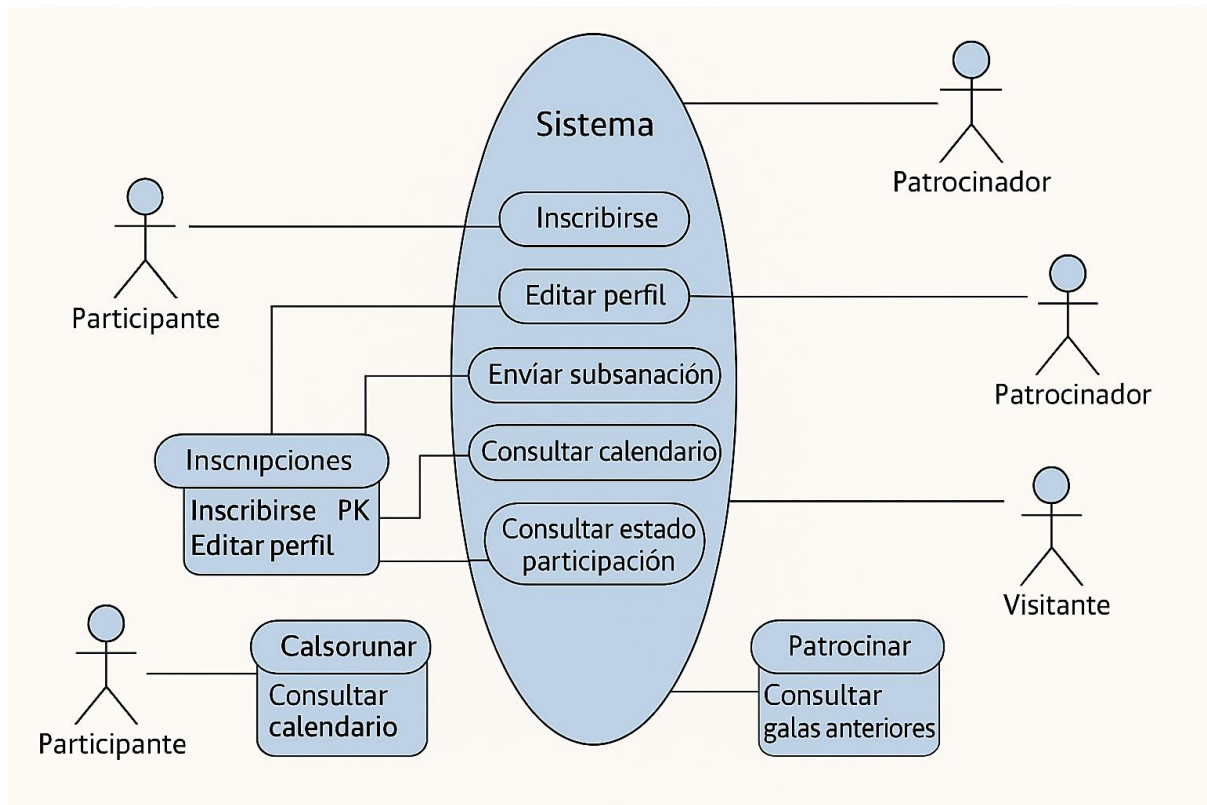 Sistema
Patrocinador
Inscribirse
Participante
Editar perfil
Patrocinador
Envíar subsanación
Inscnıpciones
Consultar calendario
Inscribirse PK
Editar perfil
Consultar estado
participación
Visitante
Participante
Calsorunar
Consultar
calendario
Patrocinar
Consultar
galas anteriores